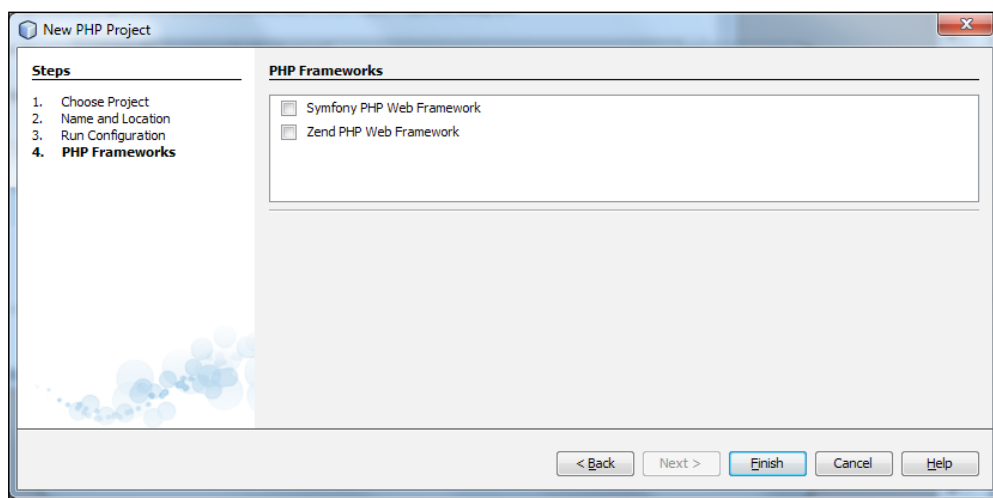 New PHP Project
Steps
1. Choose Project
2. Name and Location
3. Run Configuration
4. PHP Frameworks
PHP Frameworks
Symfony PHP Web Framework
Zend PHP Web Framework
< Back Next > Finish Cancel Help